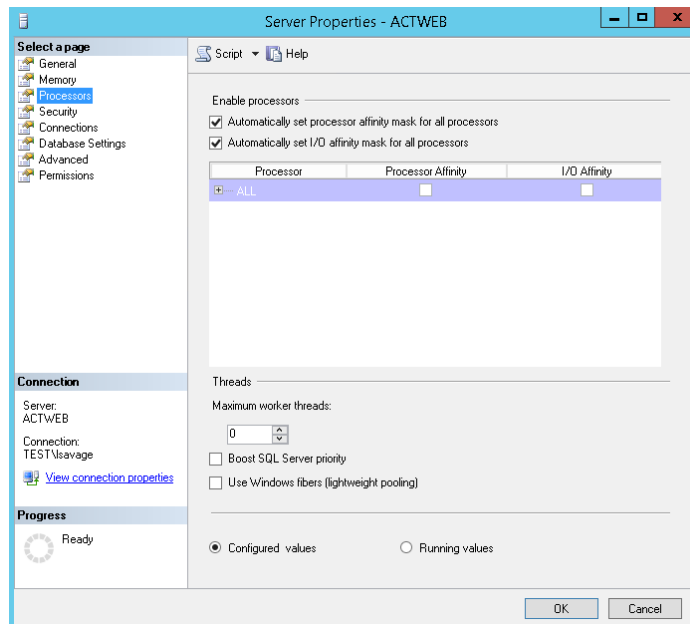 Server Properties - ACTWEB
Select a page
General
Memory
Processors
Security
Connections
Database Settings
Advanced
Permissions
Script
Help
Enable processors
Automatically set processor affinity mask for all processors
Automatically set I/O affinity mask for all processors
Processor Processor Affinity I/O Affinity
ALL
Threads
Maximum worker threads:
0
Boost SQL Server priority
Use Windows fibers (lightweight pooling)
Configured values
Running values
Connection
Server:
ACTWEB
Connection:
TEST\lsavage
View connection properties
Progress
Ready
OK
Cancel